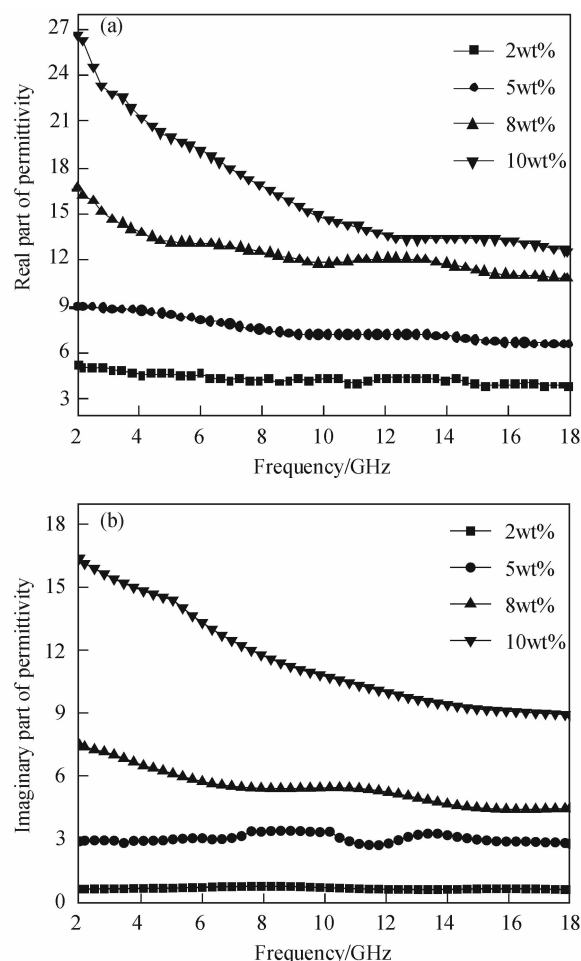 (a)
27
24
21
18
15
12
9
6
3
Real part of permittivity
2wt%
5wt%
8wt%
10wt%
2 4 6 8 10 12 14 16 18
Frequency/GHz
(b)
18
15
12
9
6
3
0
Imaginary part of permittivity
2wt%
5wt%
8wt%
10wt%
2 4 6 8 10 12 14 16 18
Frequency/GHz